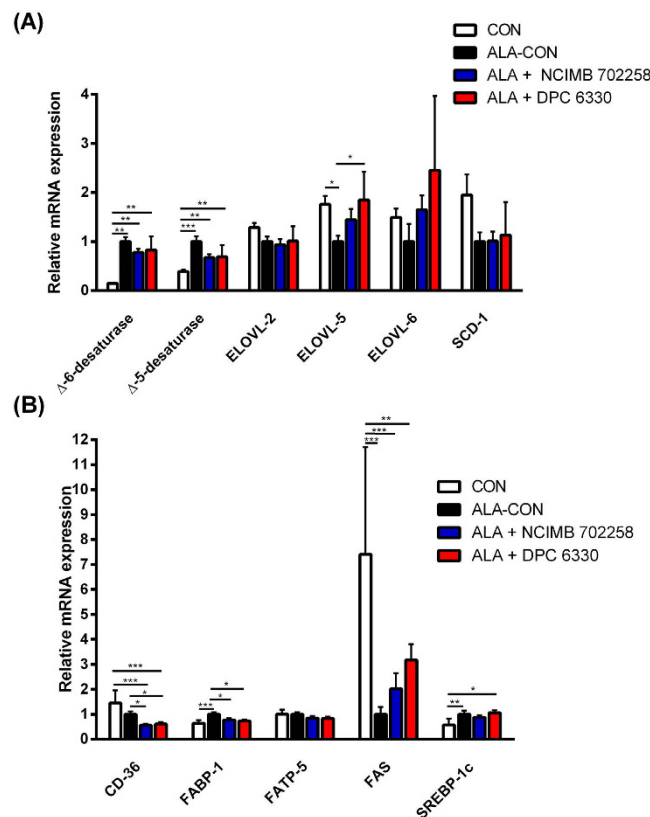 (A)
CON
ALA-CON
ALA + NCIMB 702258
ALA + DPC 6330
Relative mRNA expression
4
3
2
1
0
** ** **
*** ** **
* *
Δ-6-desaturase
Δ-5-desaturase
ELOVL-2
ELOVL-5
ELOVL-6
SCD-1
(B)
CON
ALA-CON
ALA + NCIMB 702258
ALA + DPC 6330
Relative mRNA expression
12
11
10
9
8
7
6
5
4
3
2
1
0
*** *** * *
*** * *
** *** ***
** *
CD-36
FABP-1
FATP-5
FAS
SREBP-1c